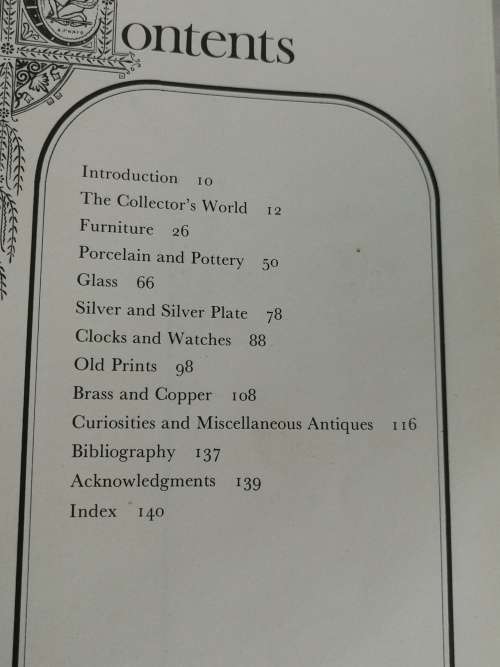 Contents
Introduction 10
The Collector's World 12
Furniture 26
Porcelain and Pottery 50
Glass 66
Silver and Silver Plate 78
Clocks and Watches 88
Old Prints 98
Brass and Copper 108
Curiosities and Miscellaneous Antiques 116
Bibliography 137
Acknowledgments 139
Index 140